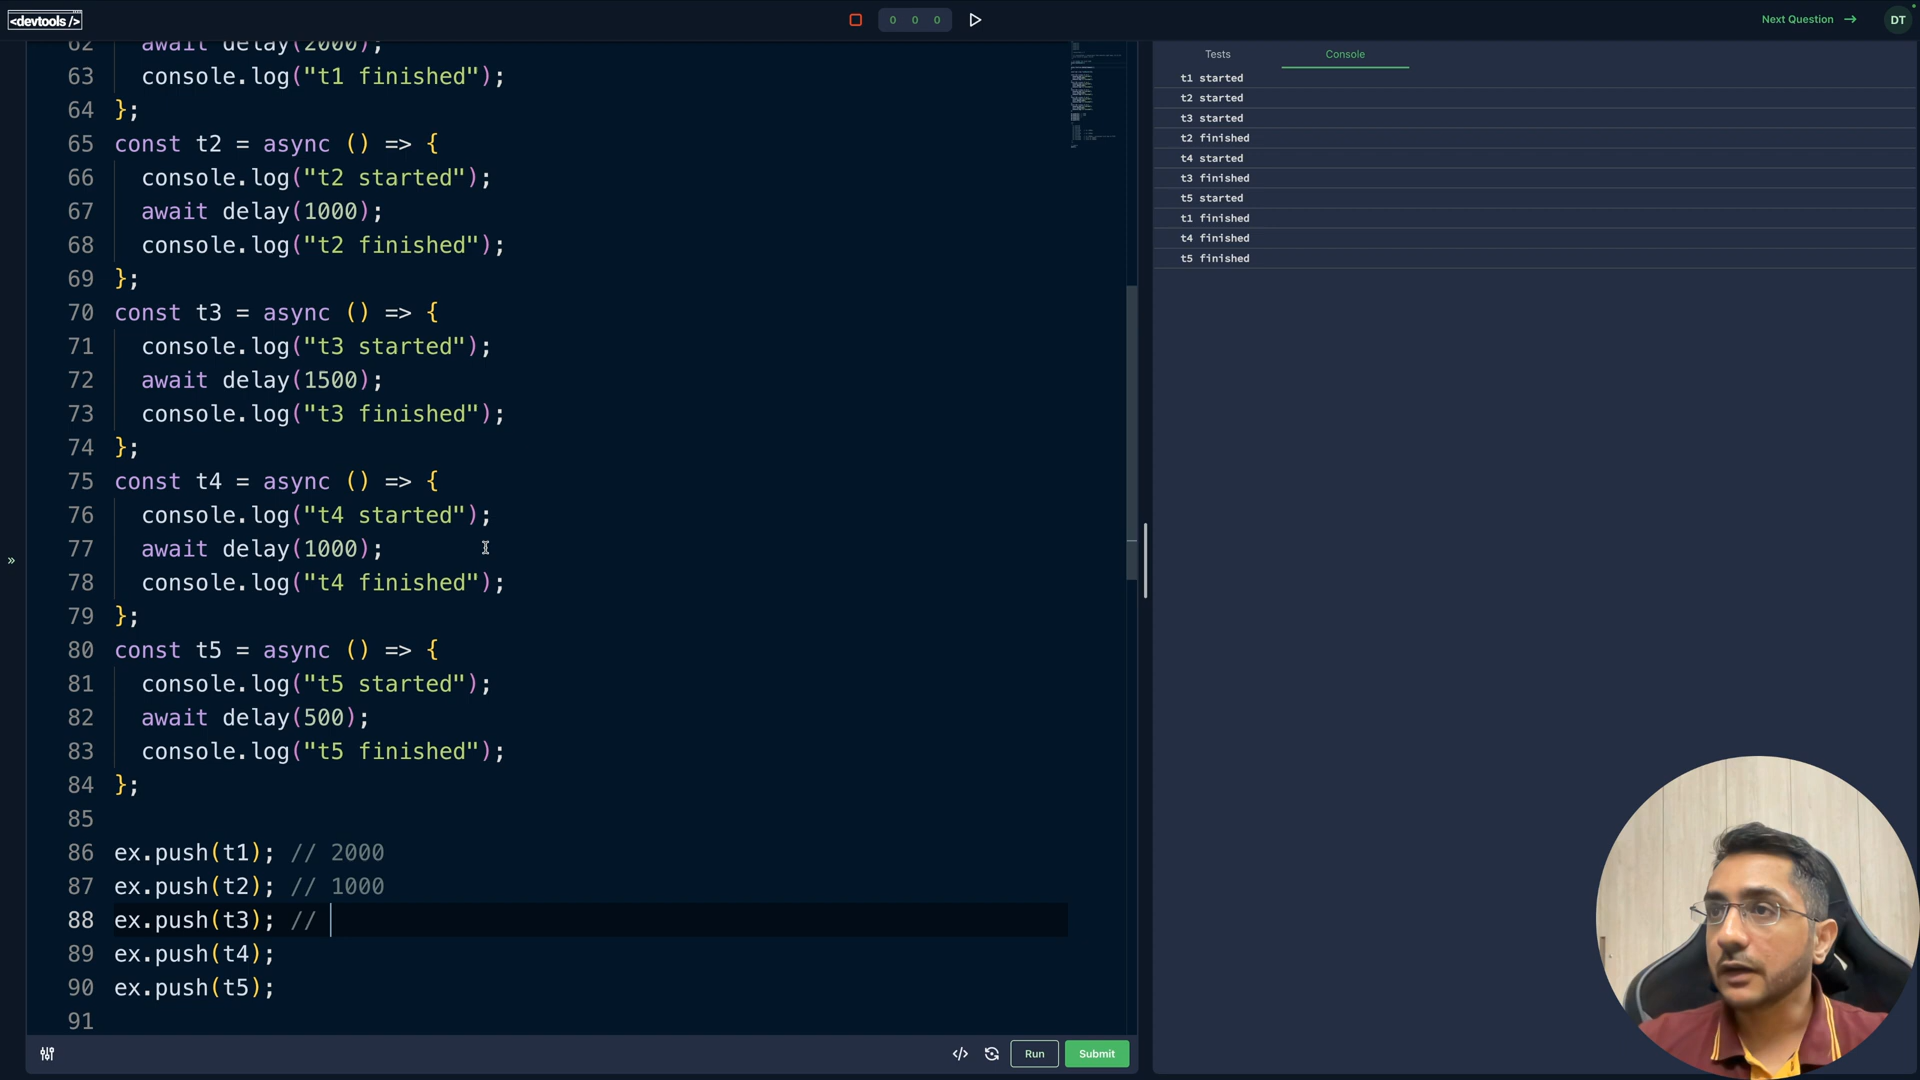 <devtools />
0 0 0
Next Question →
DT
62 await delay(2000);
63 console.log("t1 finished");
64 };
65 const t2 = async () => {
66 console.log("t2 started");
67 await delay(1000);
68 console.log("t2 finished");
69 };
70 const t3 = async () => {
71 console.log("t3 started");
72 await delay(1500);
73 console.log("t3 finished");
74 };
75 const t4 = async () => {
76 console.log("t4 started");
77 await delay(1000);
78 console.log("t4 finished");
79 };
80 const t5 = async () => {
81 console.log("t5 started");
82 await delay(500);
83 console.log("t5 finished");
84 };
85
86 ex.push(t1); // 2000
87 ex.push(t2); // 1000
88 ex.push(t3); //
89 ex.push(t4);
90 ex.push(t5);
91
»
</>
Run
Submit
Tests
Console
t1 started
t2 started
t3 started
t2 finished
t4 started
t3 finished
t5 started
t1 finished
t4 finished
t5 finished